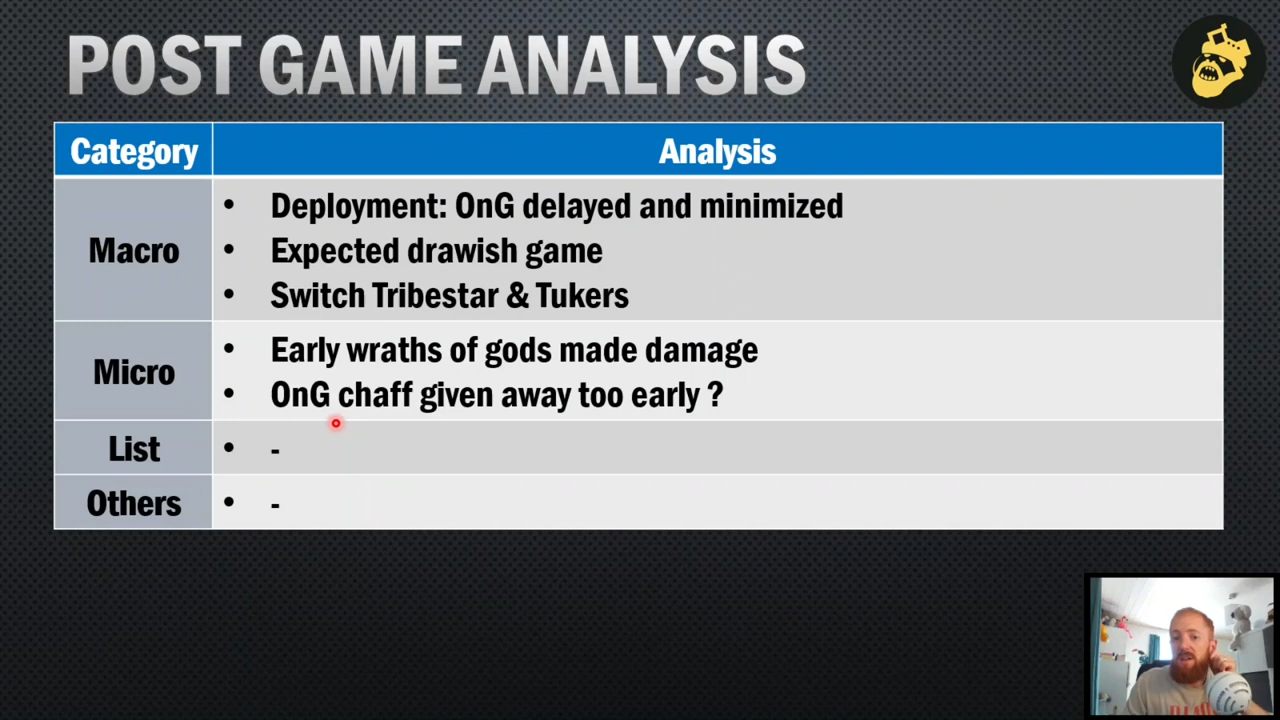 POST GAME ANALYSIS
Category Analysis
Macro
• Deployment: OnG delayed and minimized
• Expected drawish game
• Switch Tribestar & Tukers
Micro
• Early wraths of gods made damage
• OnG chaff given away too early ?
List
• -
Others
• -